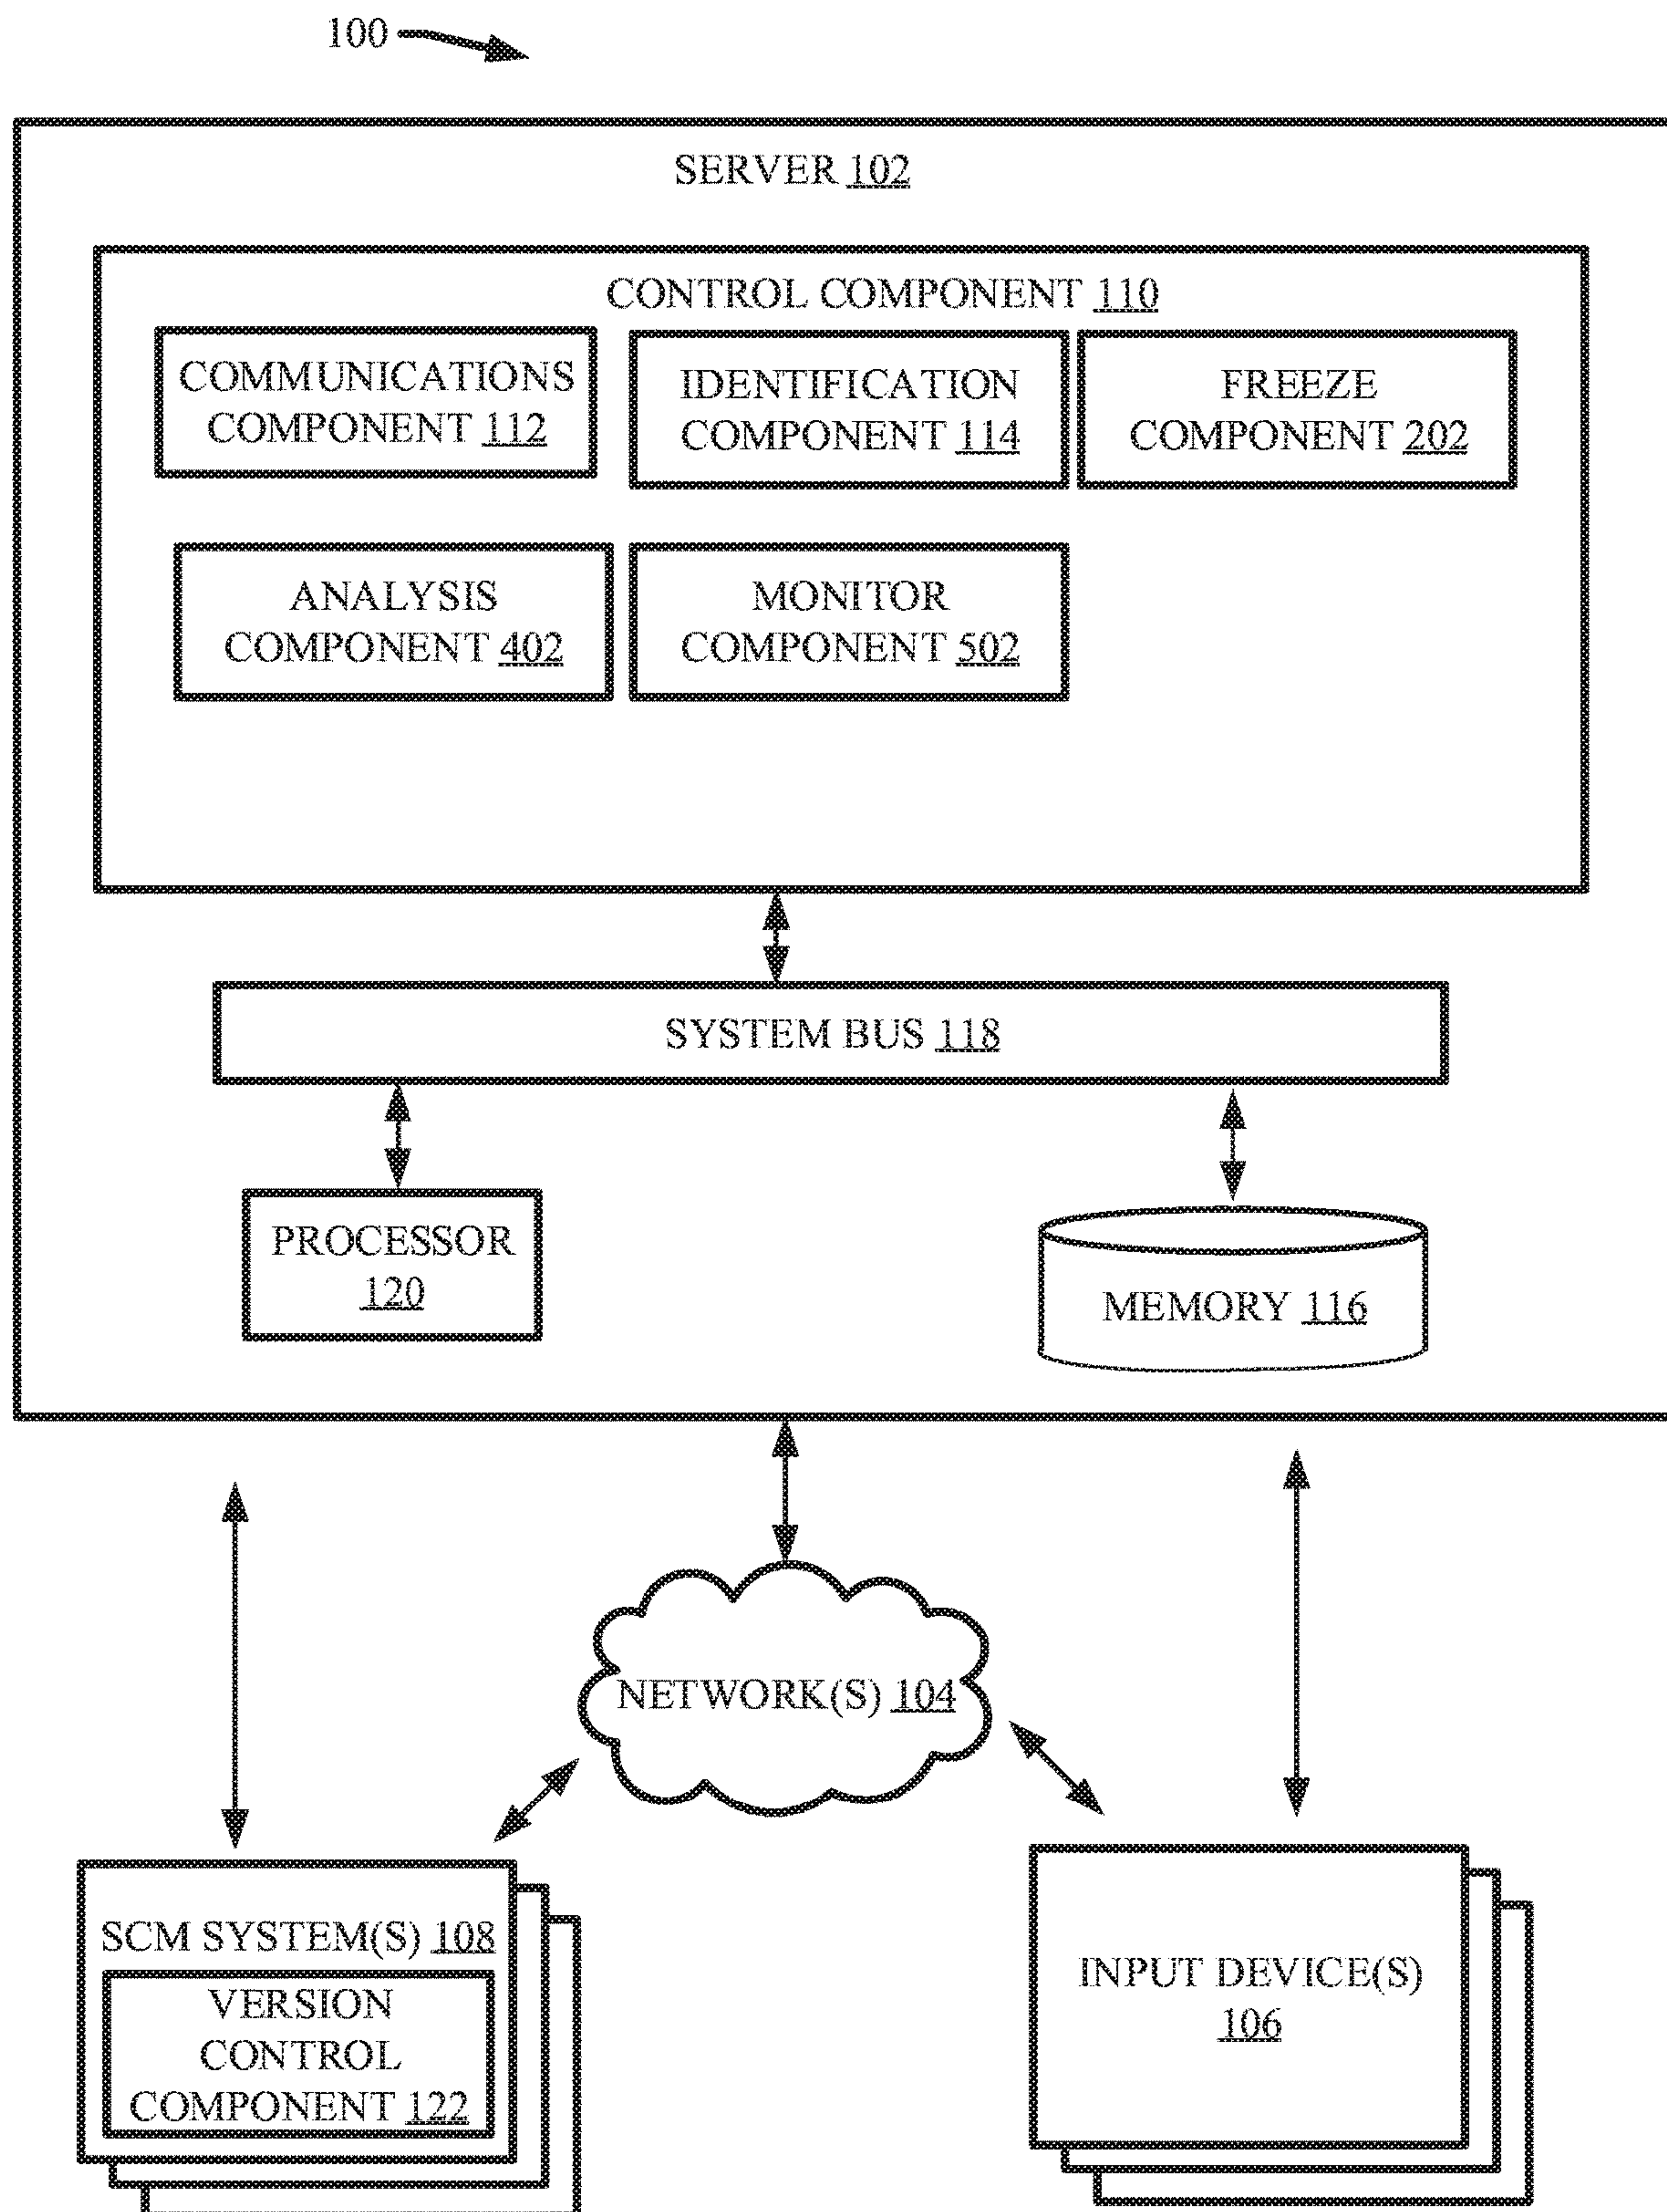 100
SERVER 102
CONTROL COMPONENT 110
COMMUNICATIONS
COMPONENT 112
IDENTIFICATION
COMPONENT 114
FREEZE
COMPONENT 202
ANALYSIS
COMPONENT 402
MONITOR
COMPONENT 502
SYSTEM BUS 118
PROCESSOR
120
MEMORY 116
NETWORK(S) 104
SCM SYSTEM(S) 108
VERSION
CONTROL
COMPONENT 122
INPUT DEVICE(S)
106